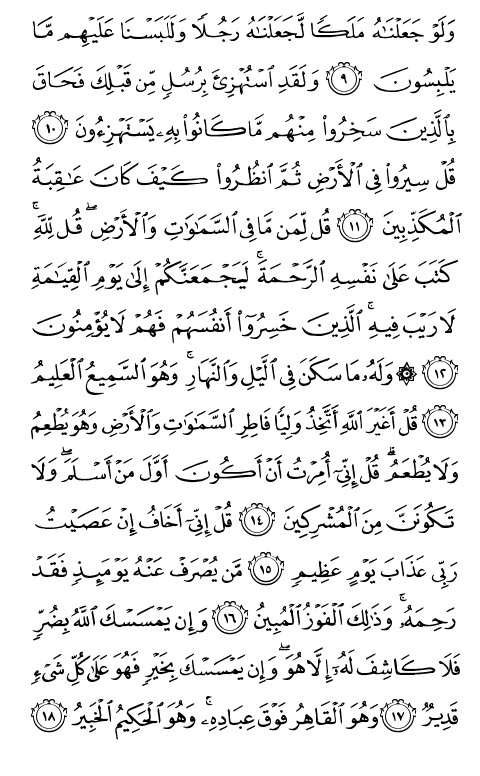 وَلَوْ جَعَلْنَٰهُ مَلَكًا لَّجَعَلْنَٰهُ رَجُلًا وَلَلَبَسْنَا عَلَيْهِم مَّا
يَلْبِسُونَ ٩ وَلَقَدِ ٱسْتُهْزِئَ بِرُسُلٍ مِّن قَبْلِكَ فَحَاقَ
بِٱلَّذِينَ سَخِرُوا۟ مِنْهُم مَّا كَانُوا۟ بِهِۦ يَسْتَهْزِءُونَ ١٠
قُلْ سِيرُوا۟ فِى ٱلْأَرْضِ ثُمَّ ٱنظُرُوا۟ كَيْفَ كَانَ عَٰقِبَةُ
ٱلْمُكَذِّبِينَ ١١ قُل لِّمَن مَّا فِى ٱلسَّمَٰوَٰتِ وَٱلْأَرْضِ ۖ قُل لِّلَّهِ ۚ
كَتَبَ عَلَىٰ نَفْسِهِ ٱلرَّحْمَةَ ۚ لَيَجْمَعَنَّكُمْ إِلَىٰ يَوْمِ ٱلْقِيَٰمَةِ
لَا رَيْبَ فِيهِ ۚ ٱلَّذِينَ خَسِرُوٓا۟ أَنفُسَهُمْ فَهُمْ لَا يُؤْمِنُونَ
١٢ ۞ وَلَهُۥ مَا سَكَنَ فِى ٱلَّيْلِ وَٱلنَّهَارِ ۚ وَهُوَ ٱلسَّمِيعُ ٱلْعَلِيمُ
١٣ قُلْ أَغَيْرَ ٱللَّهِ أَتَّخِذُ وَلِيًّا فَاطِرِ ٱلسَّمَٰوَٰتِ وَٱلْأَرْضِ وَهُوَ يُطْعِمُ
وَلَا يُطْعَمُ ۗ قُلْ إِنِّىٓ أُمِرْتُ أَنْ أَكُونَ أَوَّلَ مَنْ أَسْلَمَ ۖ وَلَا
تَكُونَنَّ مِنَ ٱلْمُشْرِكِينَ ١٤ قُلْ إِنِّىٓ أَخَافُ إِنْ عَصَيْتُ
رَبِّى عَذَابَ يَوْمٍ عَظِيمٍ ١٥ مَّن يُصْرَفْ عَنْهُ يَوْمَئِذٍ فَقَدْ
رَحِمَهُۥ ۚ وَذَٰلِكَ ٱلْفَوْزُ ٱلْمُبِينُ ١٦ وَإِن يَمْسَسْكَ ٱللَّهُ بِضُرٍّ
فَلَا كَاشِفَ لَهُۥٓ إِلَّا هُوَ ۖ وَإِن يَمْسَسْكَ بِخَيْرٍ فَهُوَ عَلَىٰ كُلِّ شَىْءٍ
قَدِيرٌ ١٧ وَهُوَ ٱلْقَاهِرُ فَوْقَ عِبَادِهِۦ ۚ وَهُوَ ٱلْحَكِيمُ ٱلْخَبِيرُ ١٨